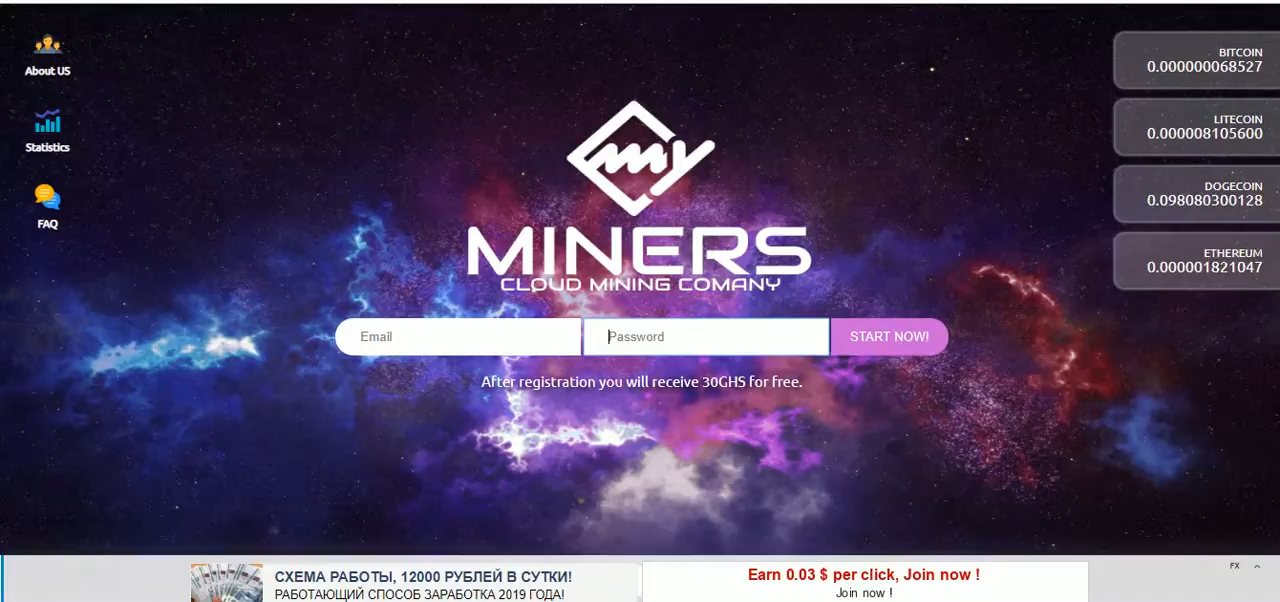 About US
Statistics
FAQ
my
MINERS
CLOUD MINING COMANY
Email
Password
START NOW!
After registration you will receive 30GHS for free.
BITCOIN
0.000000068527
LITECOIN
0.000008105600
DOGECOIN
0.098080300128
ETHEREUM
0.000001821047
СХЕМА РАБОТЫ, 12000 РУБЛЕЙ В СУТКИ!
РАБОТАЮЩИЙ СПОСОБ ЗАРАБОТКА 2019 ГОДА!
Earn 0.03 $ per click, Join now !
Join now !
FX